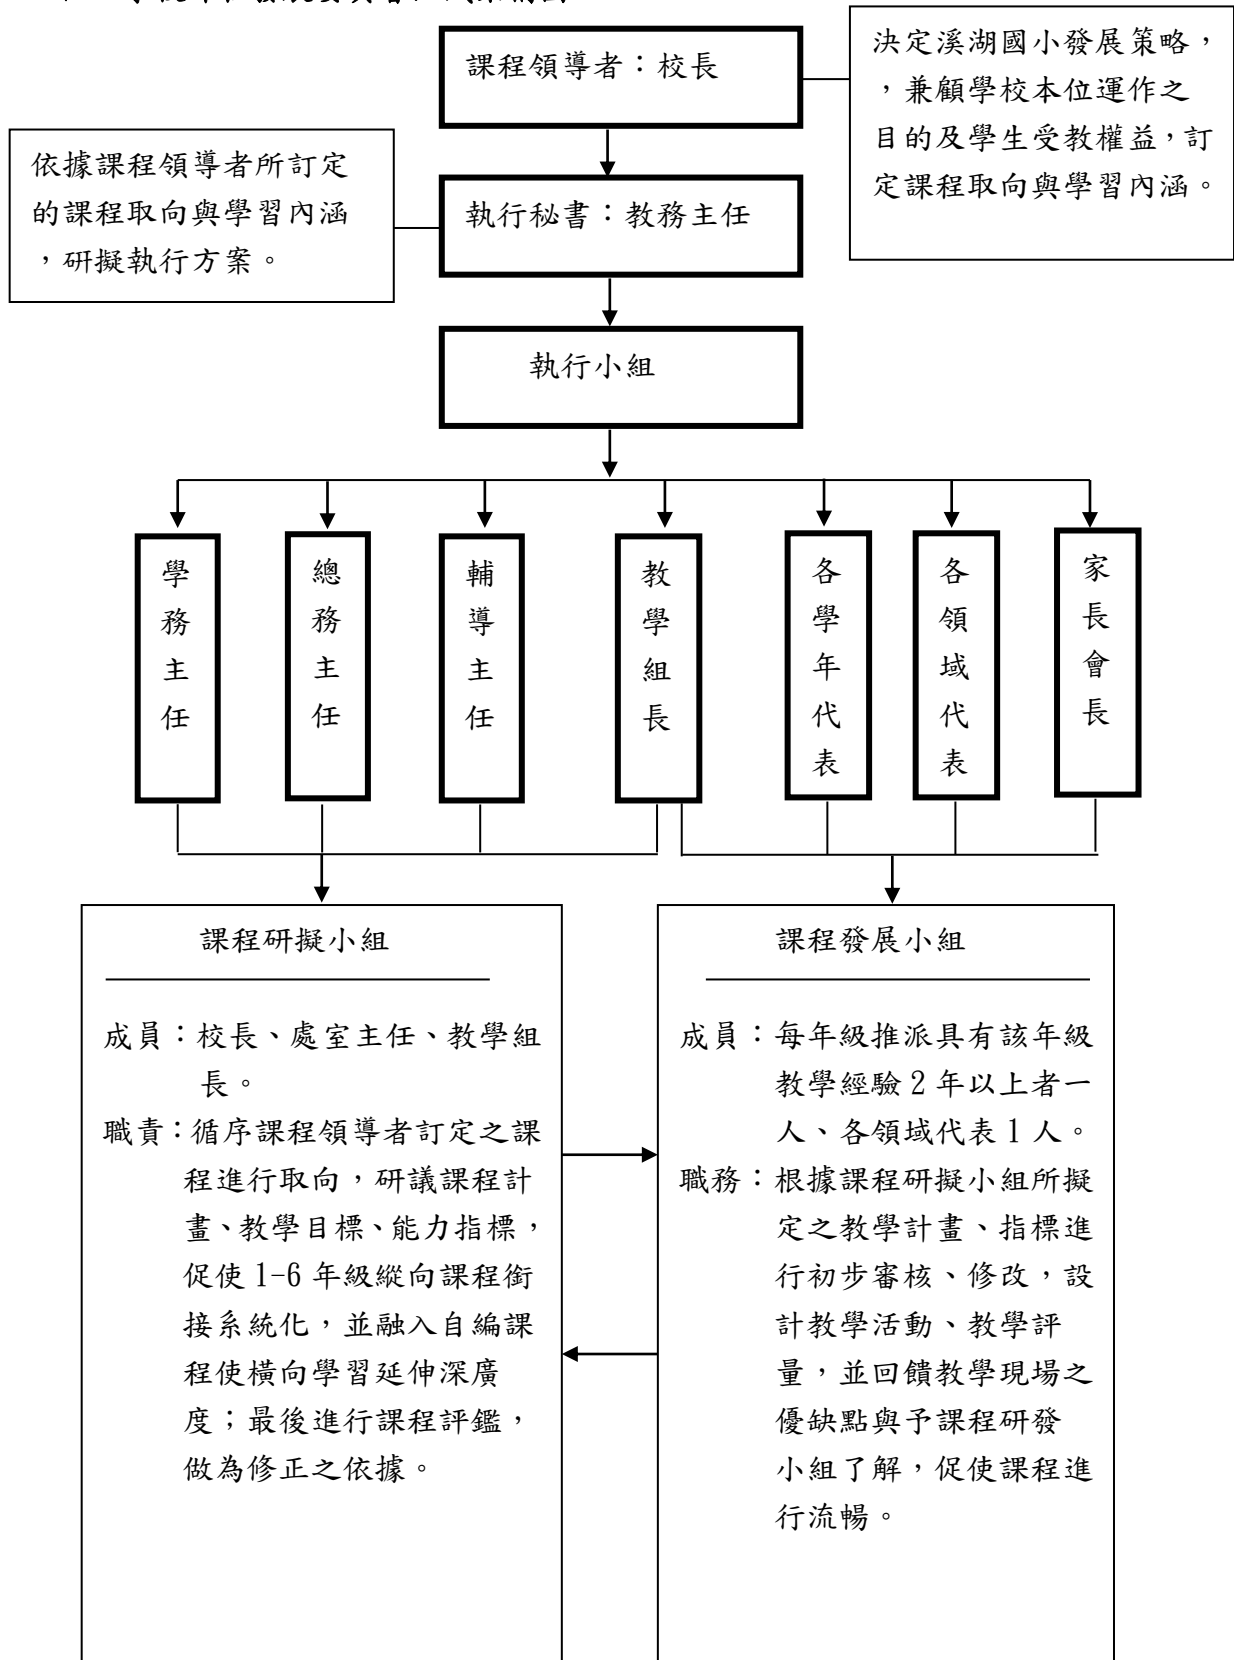 課程領導者：校長
決定溪湖國小發展策略，
，兼顧學校本位運作之
目的及學生受教權益，訂
定課程取向與學習內涵。
依據課程領導者所訂定
的課程取向與學習內涵
，研擬執行方案。
執行秘書：教務主任
執行小組
學務主任
總務主任
輔導主任
教學組長
各學年代表
各領域代表
家長會長
課程研擬小組
成員：校長、處室主任、教學組
長。
職責：循序課程領導者訂定之課
程進行取向，研議課程計
畫、教學目標、能力指標，
促使 1-6 年級縱向課程銜
接系統化，並融入自編課
程使橫向學習延伸深廣
度；最後進行課程評鑑，
做為修正之依據。
課程發展小組
成員：每年級推派具有該年級
教學經驗 2 年以上者一
人、各領域代表 1 人。
職務：根據課程研擬小組所擬
定之教學計畫、指標進
行初步審核、修改，設
計教學活動、教學評
量，並回饋教學現場之
優缺點與予課程研發
小組了解，促使課程進
行流暢。